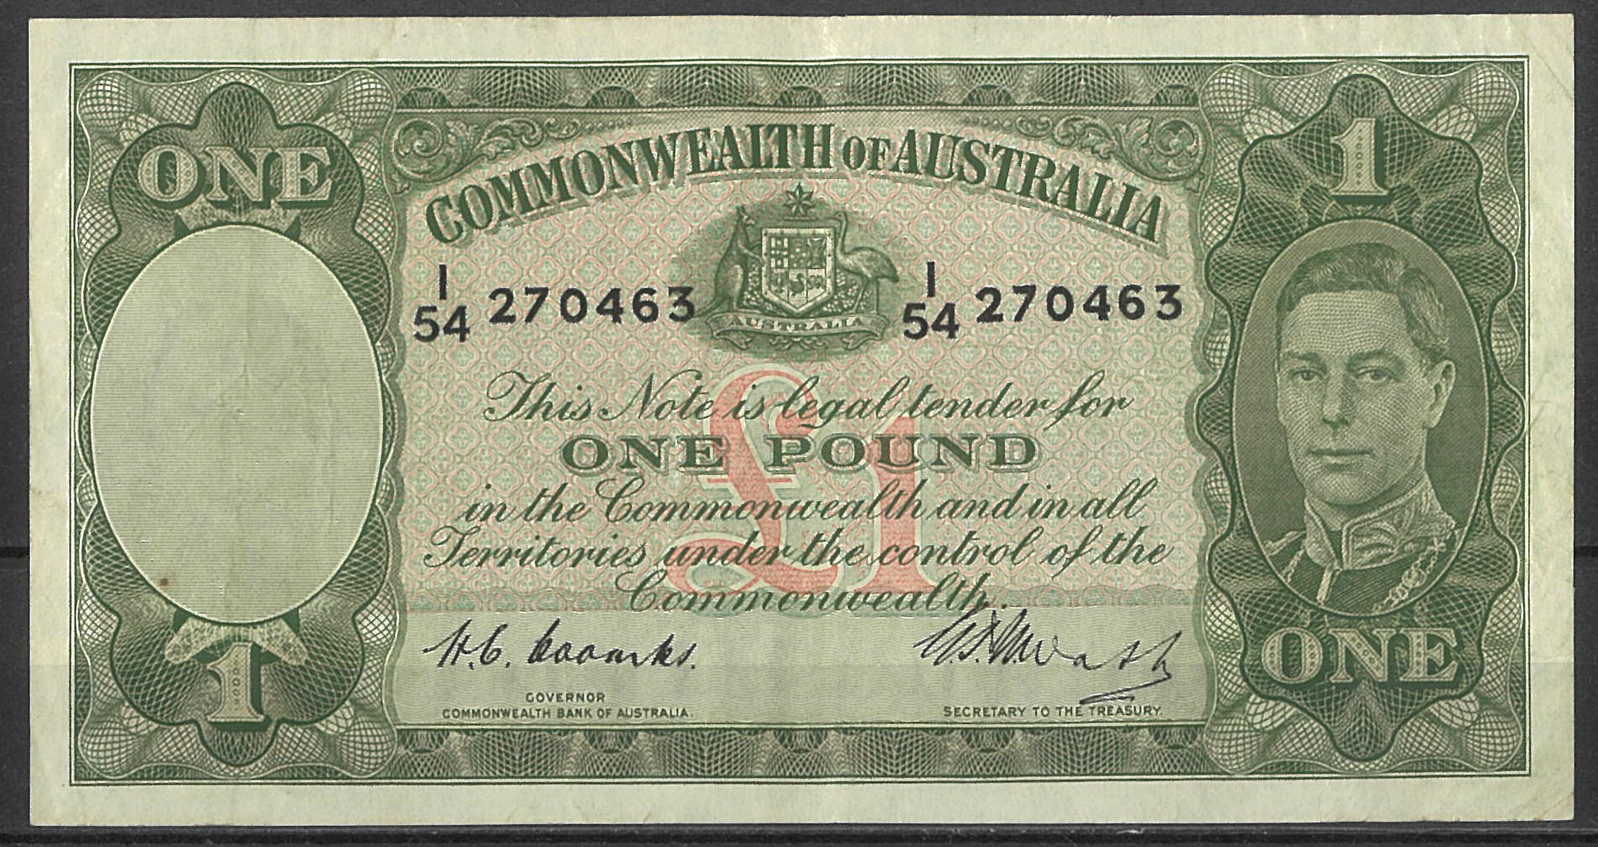 ONE
1
COMMONWEALTH OF AUSTRALIA
AUSTRALIA
I/54 270463
I/54 270463
This Note is legal tender for
ONE POUND
£1
in the Commonwealth and in all
Territories under the control of the
Commonwealth.
H.C. Coombs.
GOVERNOR
COMMONWEALTH BANK OF AUSTRALIA.
SECRETARY TO THE TREASURY.
1
ONE